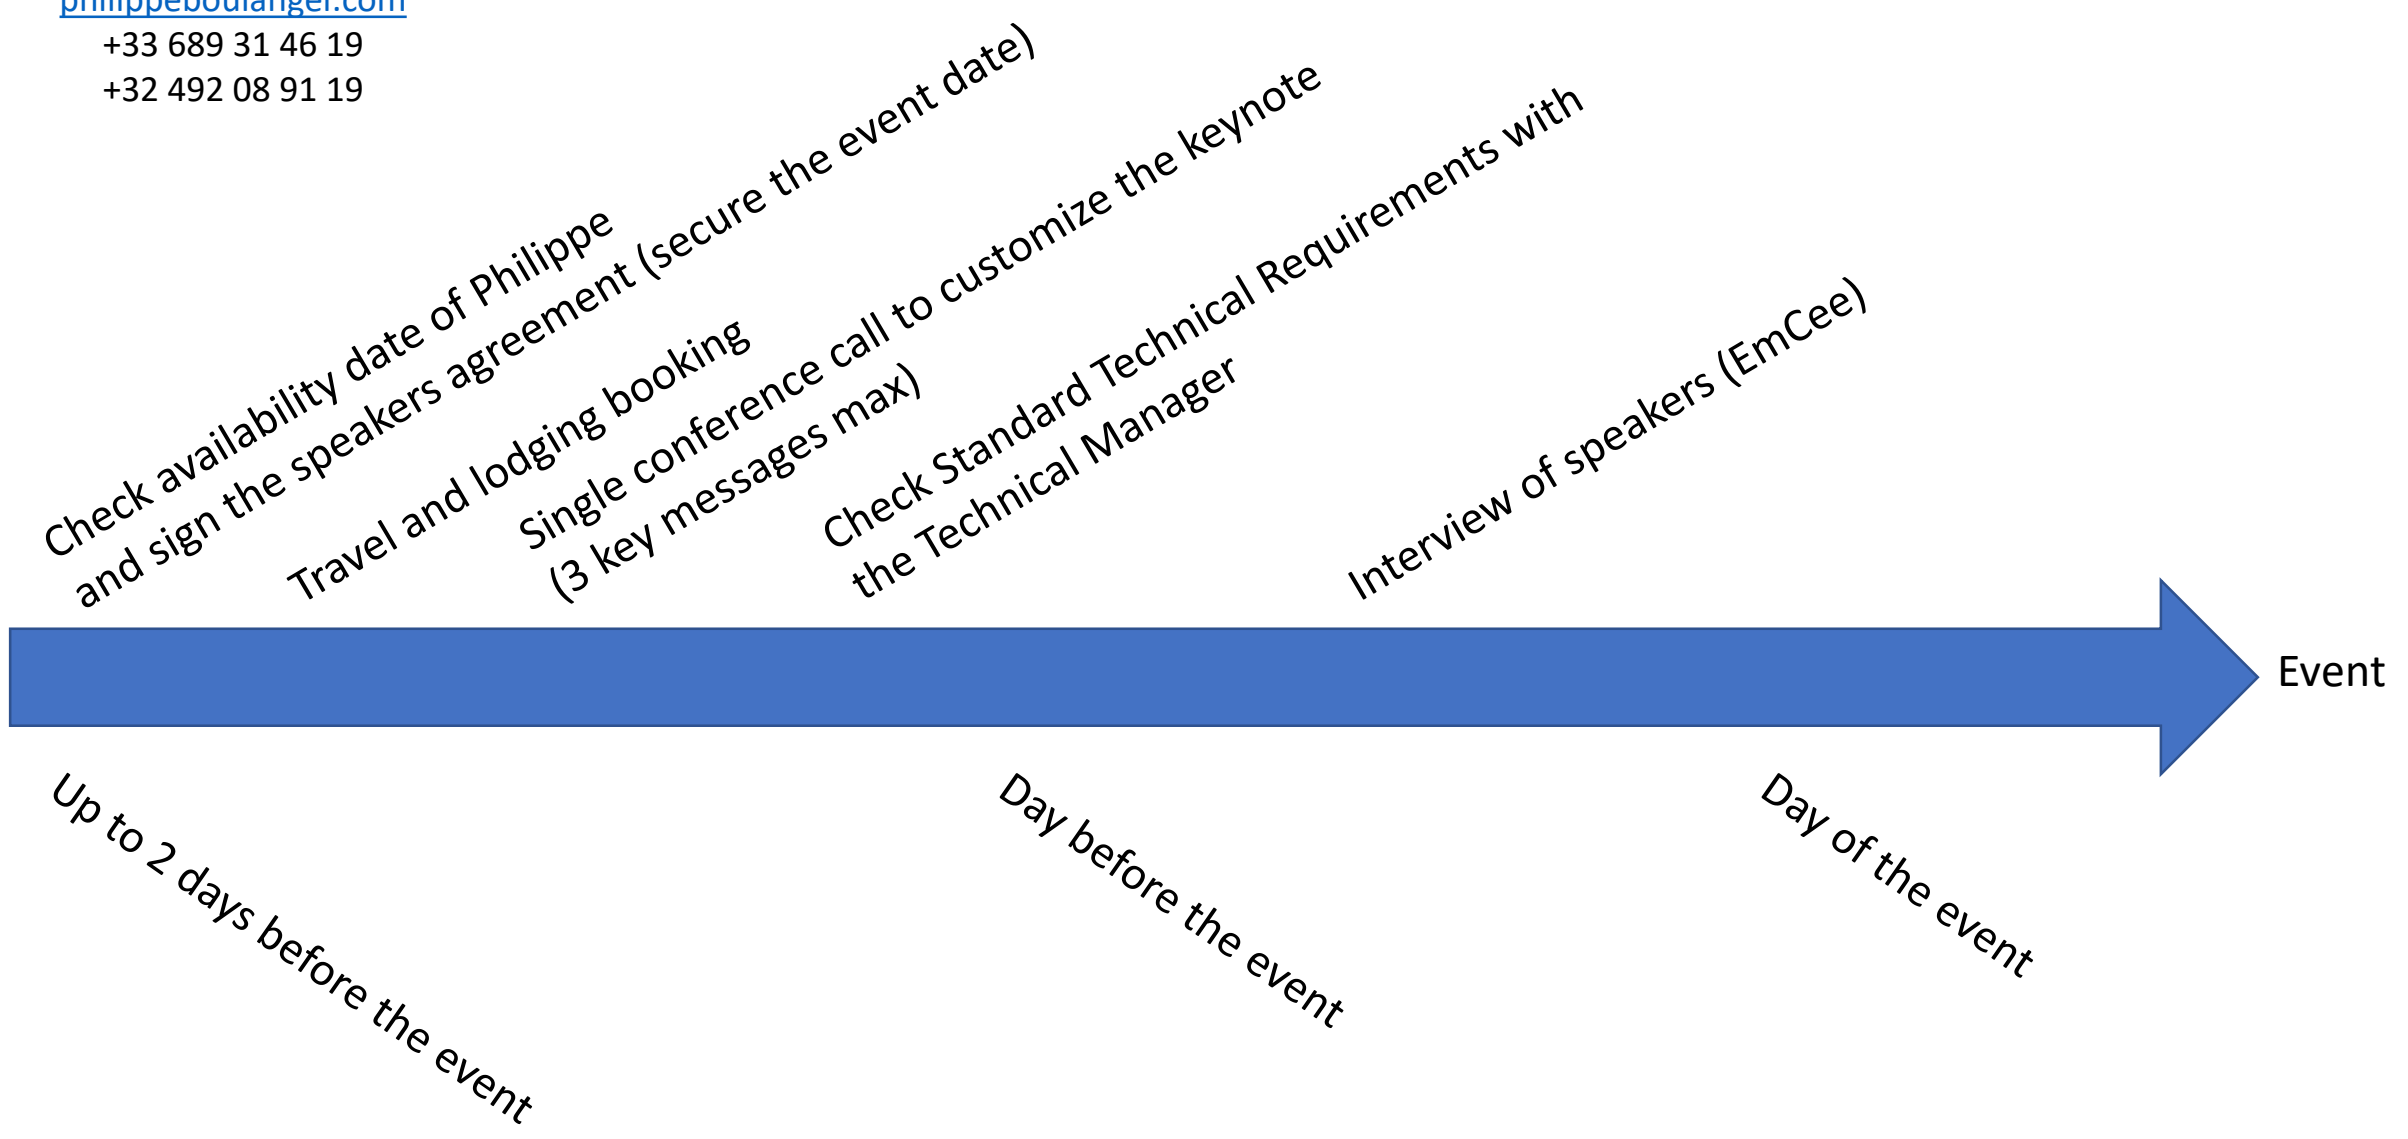 philippeboulanger.com
+33 689 31 46 19
+32 492 08 91 19
Check availability date of Philippe
and sign the speakers agreement (secure the event date)
Travel and lodging booking
Single conference call to customize the keynote
(3 key messages max)
Check Standard Technical Requirements with
the Technical Manager
Interview of speakers (EmCee)
Event
Up to 2 days before the event
Day before the event
Day of the event